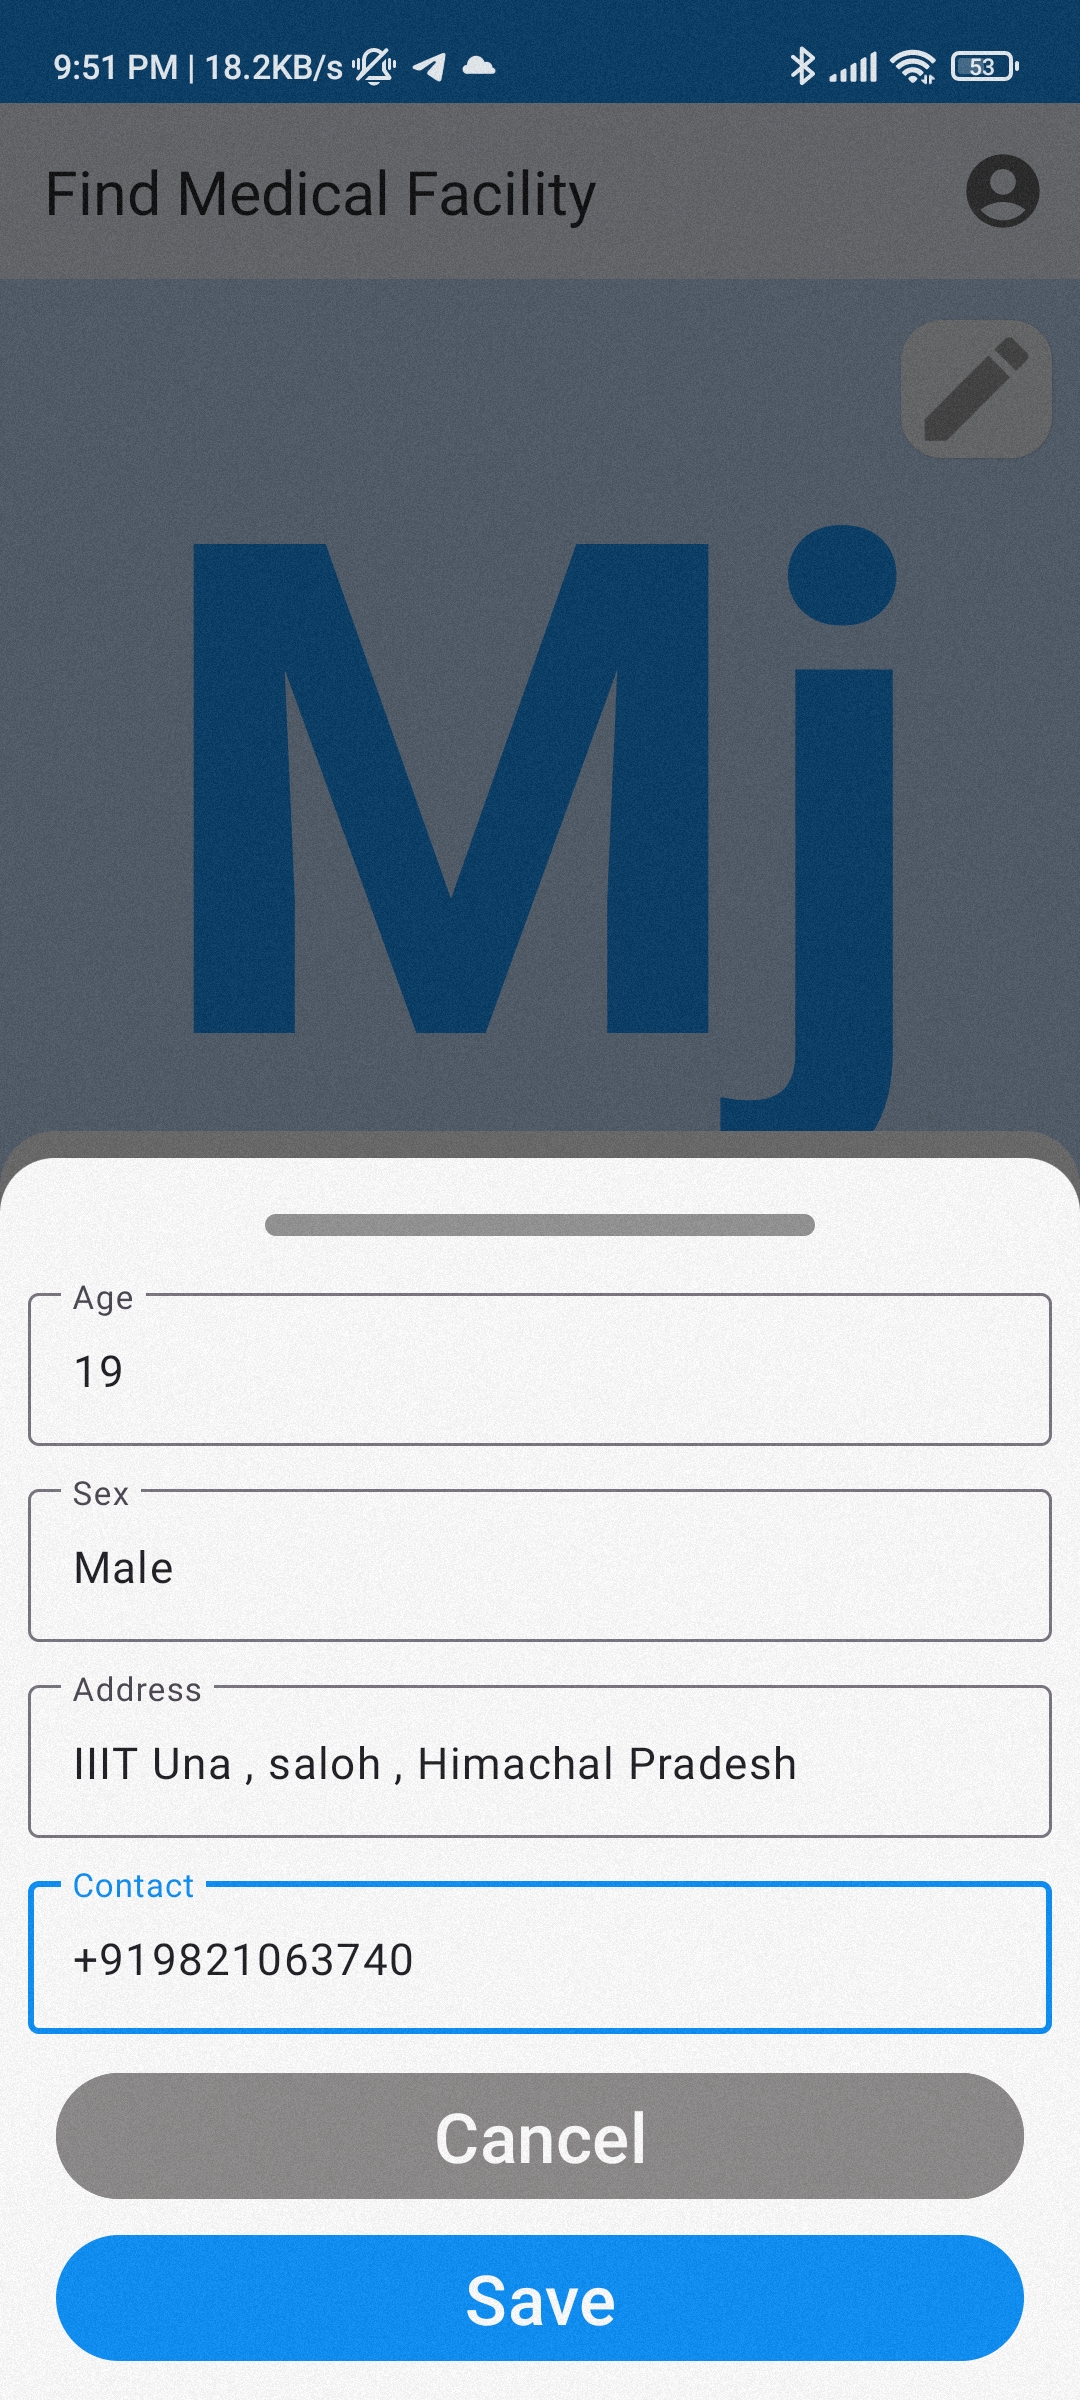 9:51 PM | 18.2KB/s 53
Find Medical Facility
Mj
Age
19
Sex
Male
Address
IIIT Una , saloh , Himachal Pradesh
Contact
+919821063740
Cancel
Save